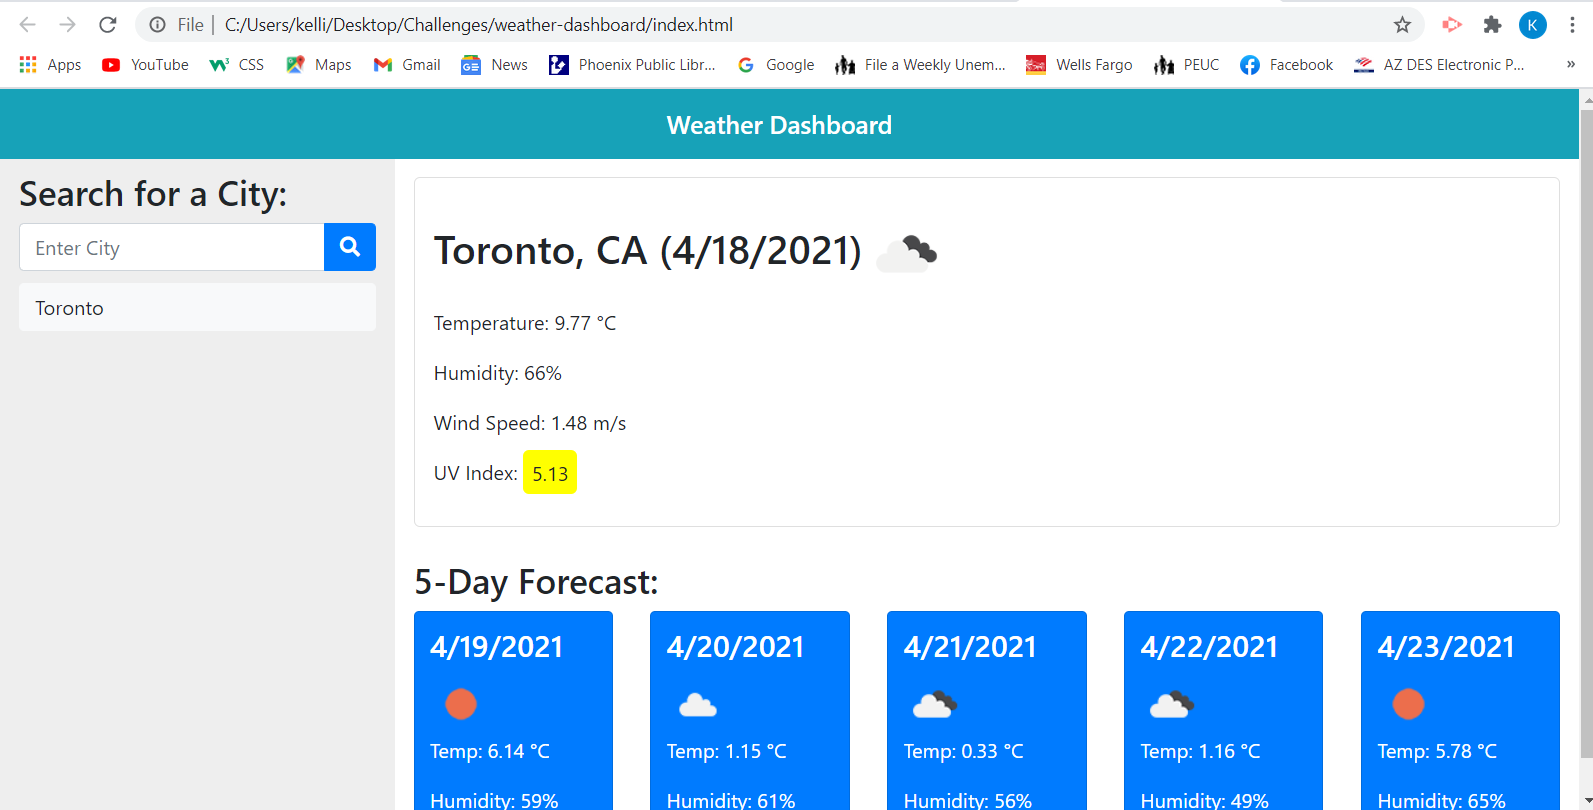 File | C:/Users/kelli/Desktop/Challenges/weather-dashboard/index.html
K
Apps YouTube CSS Maps Gmail News Phoenix Public Libr... Google File a Weekly Unem... Wells Fargo PEUC Facebook AZ DES Electronic P... »
Weather Dashboard
Search for a City:
Enter City
Toronto
Toronto, CA (4/18/2021)
Temperature: 9.77 °C
Humidity: 66%
Wind Speed: 1.48 m/s
UV Index: 5.13
5-Day Forecast:
4/19/2021
Temp: 6.14 °C
Humidity: 59%
4/20/2021
Temp: 1.15 °C
Humidity: 61%
4/21/2021
Temp: 0.33 °C
Humidity: 56%
4/22/2021
Temp: 1.16 °C
Humidity: 49%
4/23/2021
Temp: 5.78 °C
Humidity: 65%